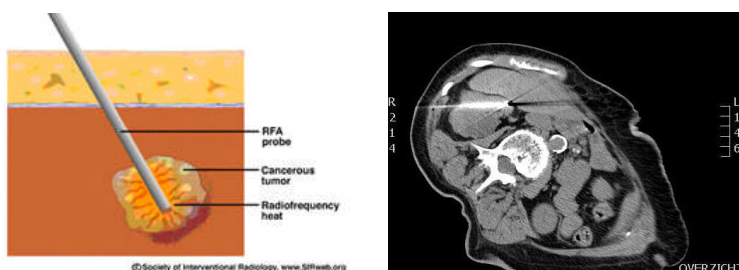 RFA
probe
Cancerous
tumor
Radiofrequency
heat
©Society of Interventional Radiology, www.SIRweb.org
R
2
1
4
L
1
4
6
OVERZICHT